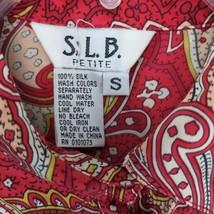 S.L.B.
PETITE
S
100% SILK
WASH COLORS
SEPARATELY
HAND WASH
COOL WATER
LINE DRY
NO BLEACH
COOL IRON
OR DRY CLEAN
MADE IN
CHINA
RN 0101073